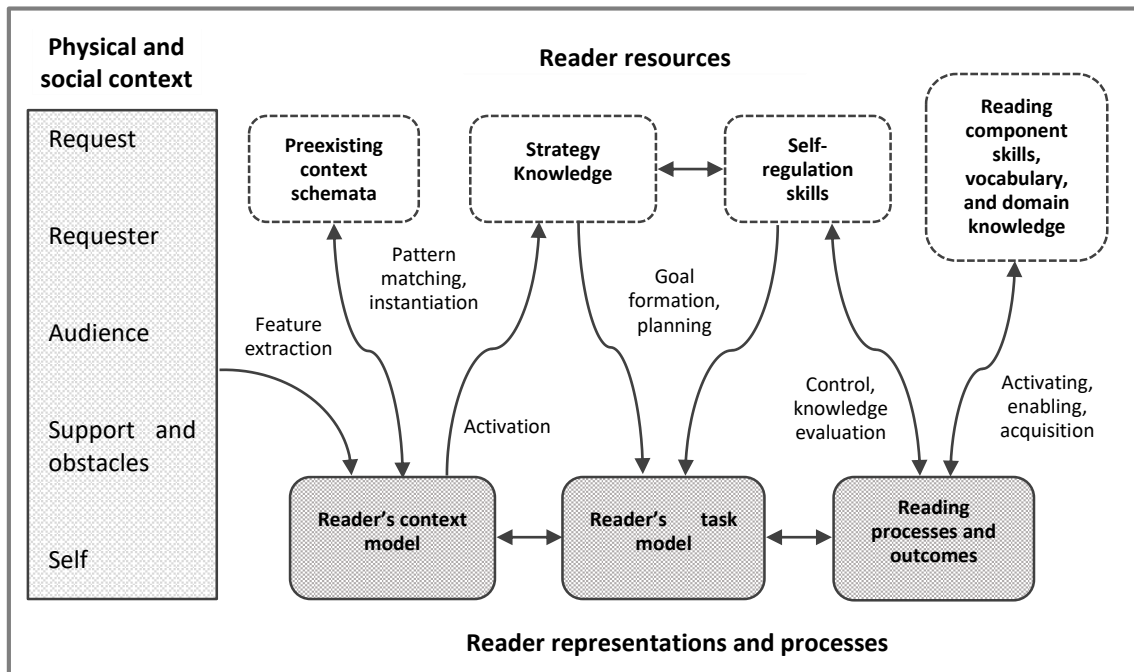 Physical and
social context
Request
Requester
Audience
Support and
obstacles
Self
Reader resources
Preexisting
context
schemata
Strategy
Knowledge
Self-
regulation
skills
Reading
component
skills,
vocabulary,
and domain
knowledge
Feature
extraction
Pattern
matching,
instantiation
Activation
Goal
formation,
planning
Control,
knowledge
evaluation
Activating,
enabling,
acquisition
Reader’s context
model
Reader’s task
model
Reading
processes and
outcomes
Reader representations and processes